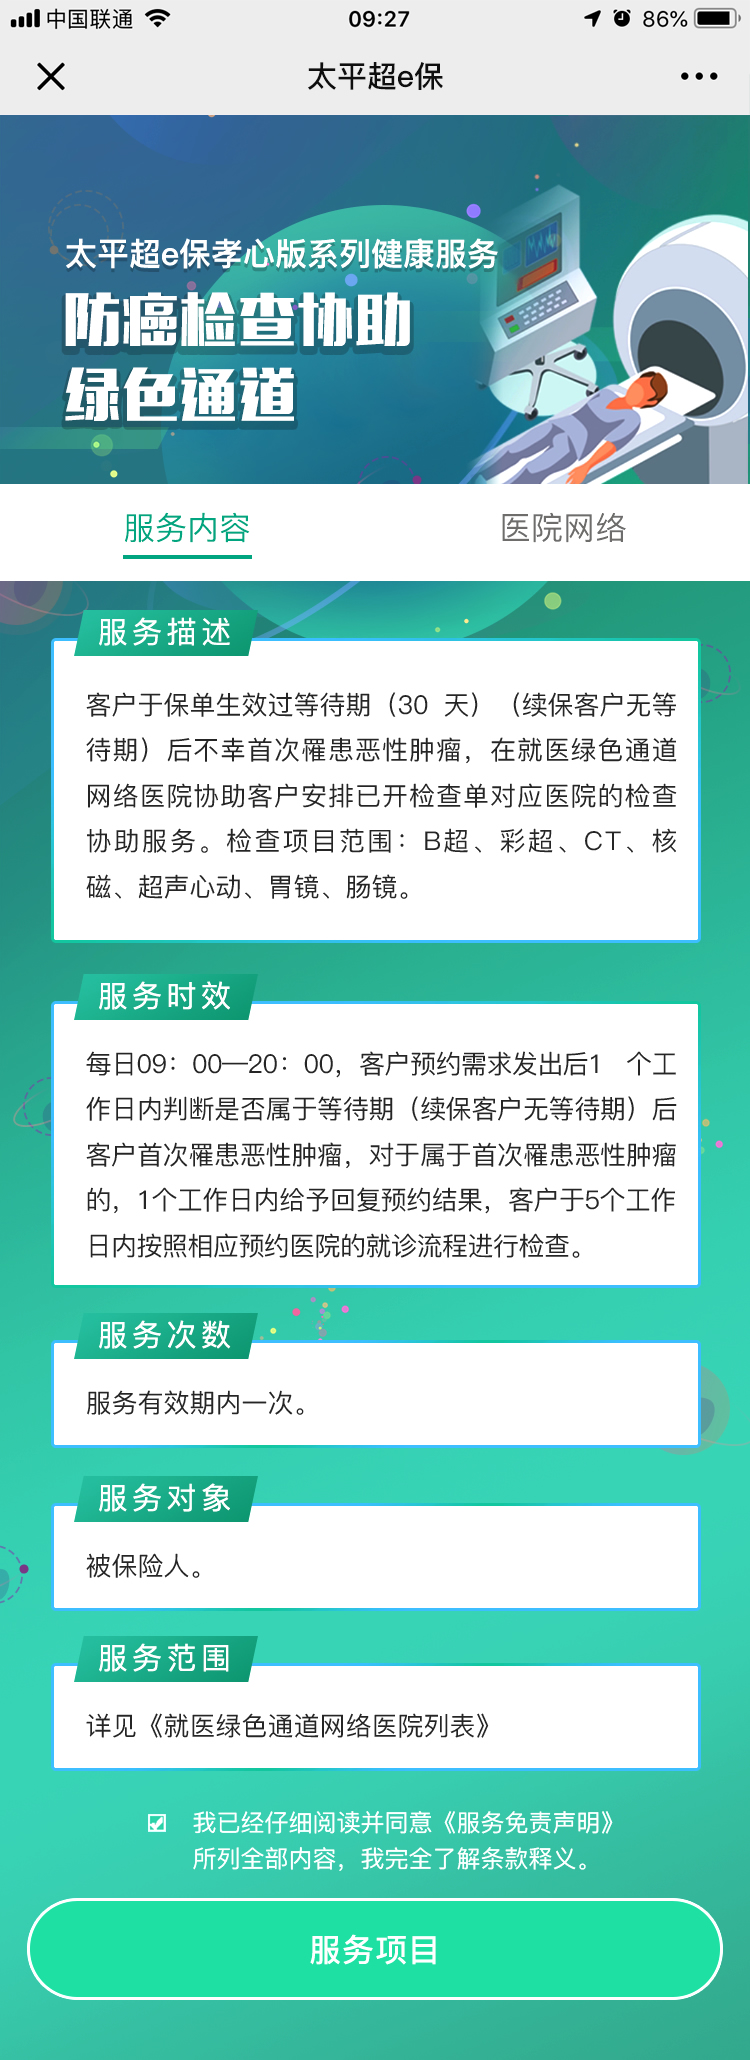 中国联通
09:27
86%
太平超e保
太平超e保孝心版系列健康服务
防癌检查协助
绿色通道
服务内容
医院网络
服务描述
客户于保单生效过等待期（30 天）（续保客户无等
待期）后不幸首次罹患恶性肿瘤，在就医绿色通道
网络医院协助客户安排已开检查单对应医院的检查
协助服务。检查项目范围：B超、彩超、CT、核
磁、超声心动、胃镜、肠镜。
服务时效
每日09：00—20：00，客户预约需求发出后1 个工
作日内判断是否属于等待期（续保客户无等待期）后
客户首次罹患恶性肿瘤，对于属于首次罹患恶性肿瘤
的，1个工作日内给予回复预约结果，客户于5个工作
日内按照相应预约医院的就诊流程进行检查。
服务次数
服务有效期内一次。
服务对象
被保险人。
服务范围
详见《就医绿色通道网络医院列表》
我已经仔细阅读并同意《服务免责声明》
所列全部内容，我完全了解条款释义。
服务项目